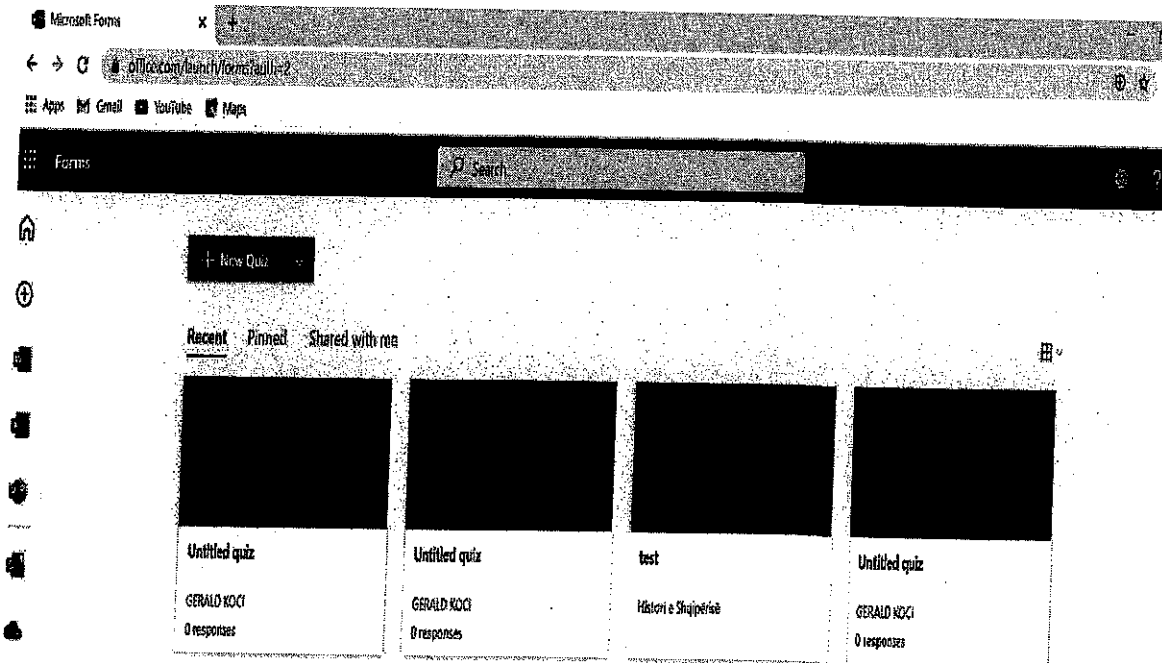 Microsoft Forms
office.com/launch/forms?auth=2
Apps Gmail YouTube Maps
Forms
Search
?
+ New Quiz
Recent Pinned Shared with me
Untitled quiz
GERALD KOCI
0 responses
Untitled quiz
GERALD KOCI
0 responses
test
Histori e Shqipërisë
Untitled quiz
GERALD KOCI
0 responses